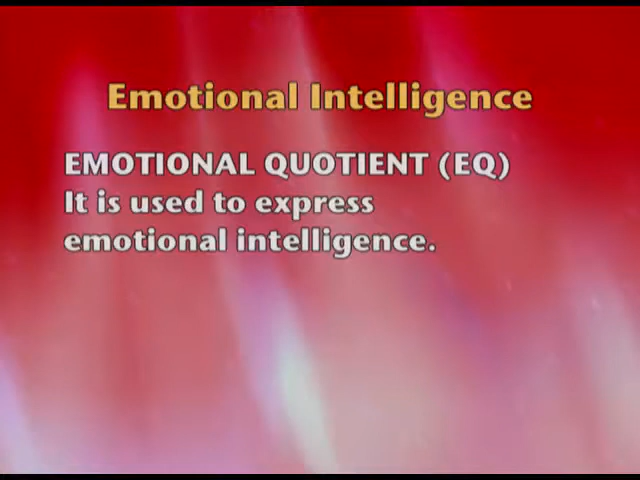 Emotional Intelligence
EMOTIONAL QUOTIENT (EQ)
It is used to express
emotional intelligence.